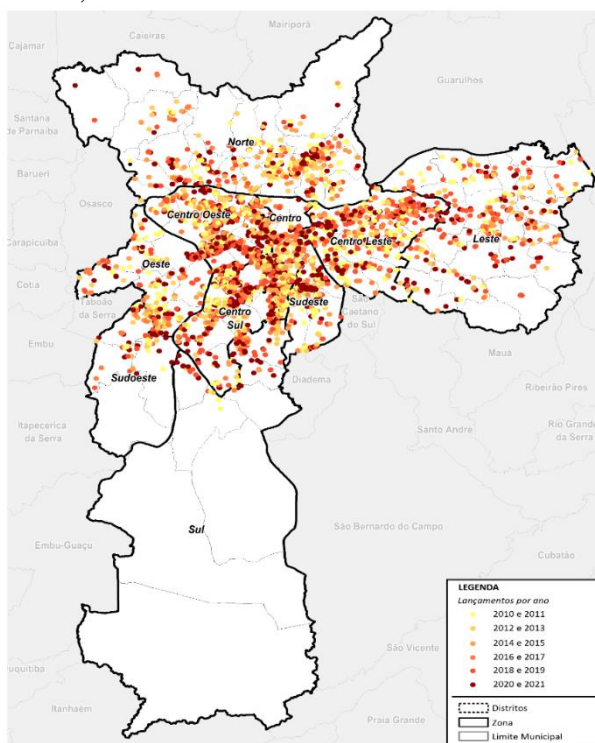 Mairiporã
Caieiras
Cajamar
Guarulhos
Santana
de Parnaíba
Norte
Barueri
Osasco
Centro Oeste
Centro
Carapicuiba
Centro Leste
Leste
Oeste
Cotia
Taboão
da Serra
São
Caetano
do Sul
Centro
Sul
Sudeste
Embu
Mauá
Diadema
Sudoeste
Ribeirão Pires
Itapecerica
da Serra
Santo André
Rio Grande
da Serra
Sul
São Bernardo do Campo
Embu-Guaçu
Cubatão
LEGENDA
Lançamentos por ano
2010 e 2011
2012 e 2013
2014 e 2015
2016 e 2017
2018 e 2019
2020 e 2021
São Vicente
Juquitiba
Distritos
Zona
Itanhaém
Praia Grande
Limite Municipal